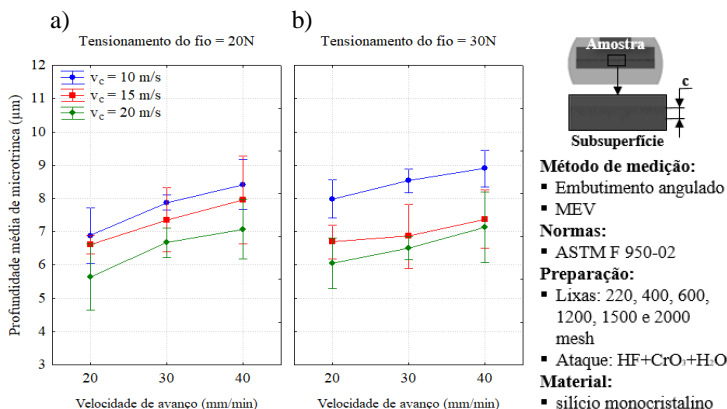 a)
b)
Tensionamento do fio = 20N
Tensionamento do fio = 30N
Profundidade média de microtrinca (µm)
12
11
10
9
8
7
6
5
4
3
v_c = 10 m/s
v_c = 15 m/s
v_c = 20 m/s
20
30
40
20
30
40
Velocidade de avanço (mm/min)
Velocidade de avanço (mm/min)
Amostra
c
Subsuperfície
Método de medição:
▪ Embutimento angulado
▪ MEV
Normas:
▪ ASTM F 950-02
Preparação:
▪ Lixas: 220, 400, 600,
1200, 1500 e 2000
mesh
▪ Ataque: HF+CrO₃+H₂O
Material:
▪ silício monocristalino